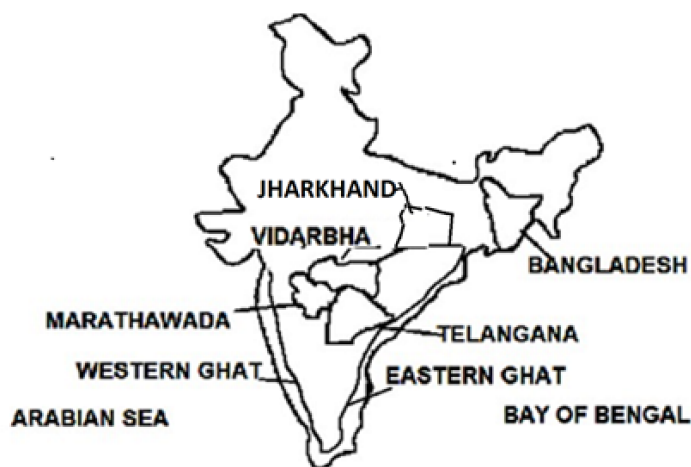 JHARKHAND
VIDARBHA
BANGLADESH
MARATHAWADA
TELANGANA
WESTERN GHAT
EASTERN GHAT
ARABIAN SEA
BAY OF BENGAL